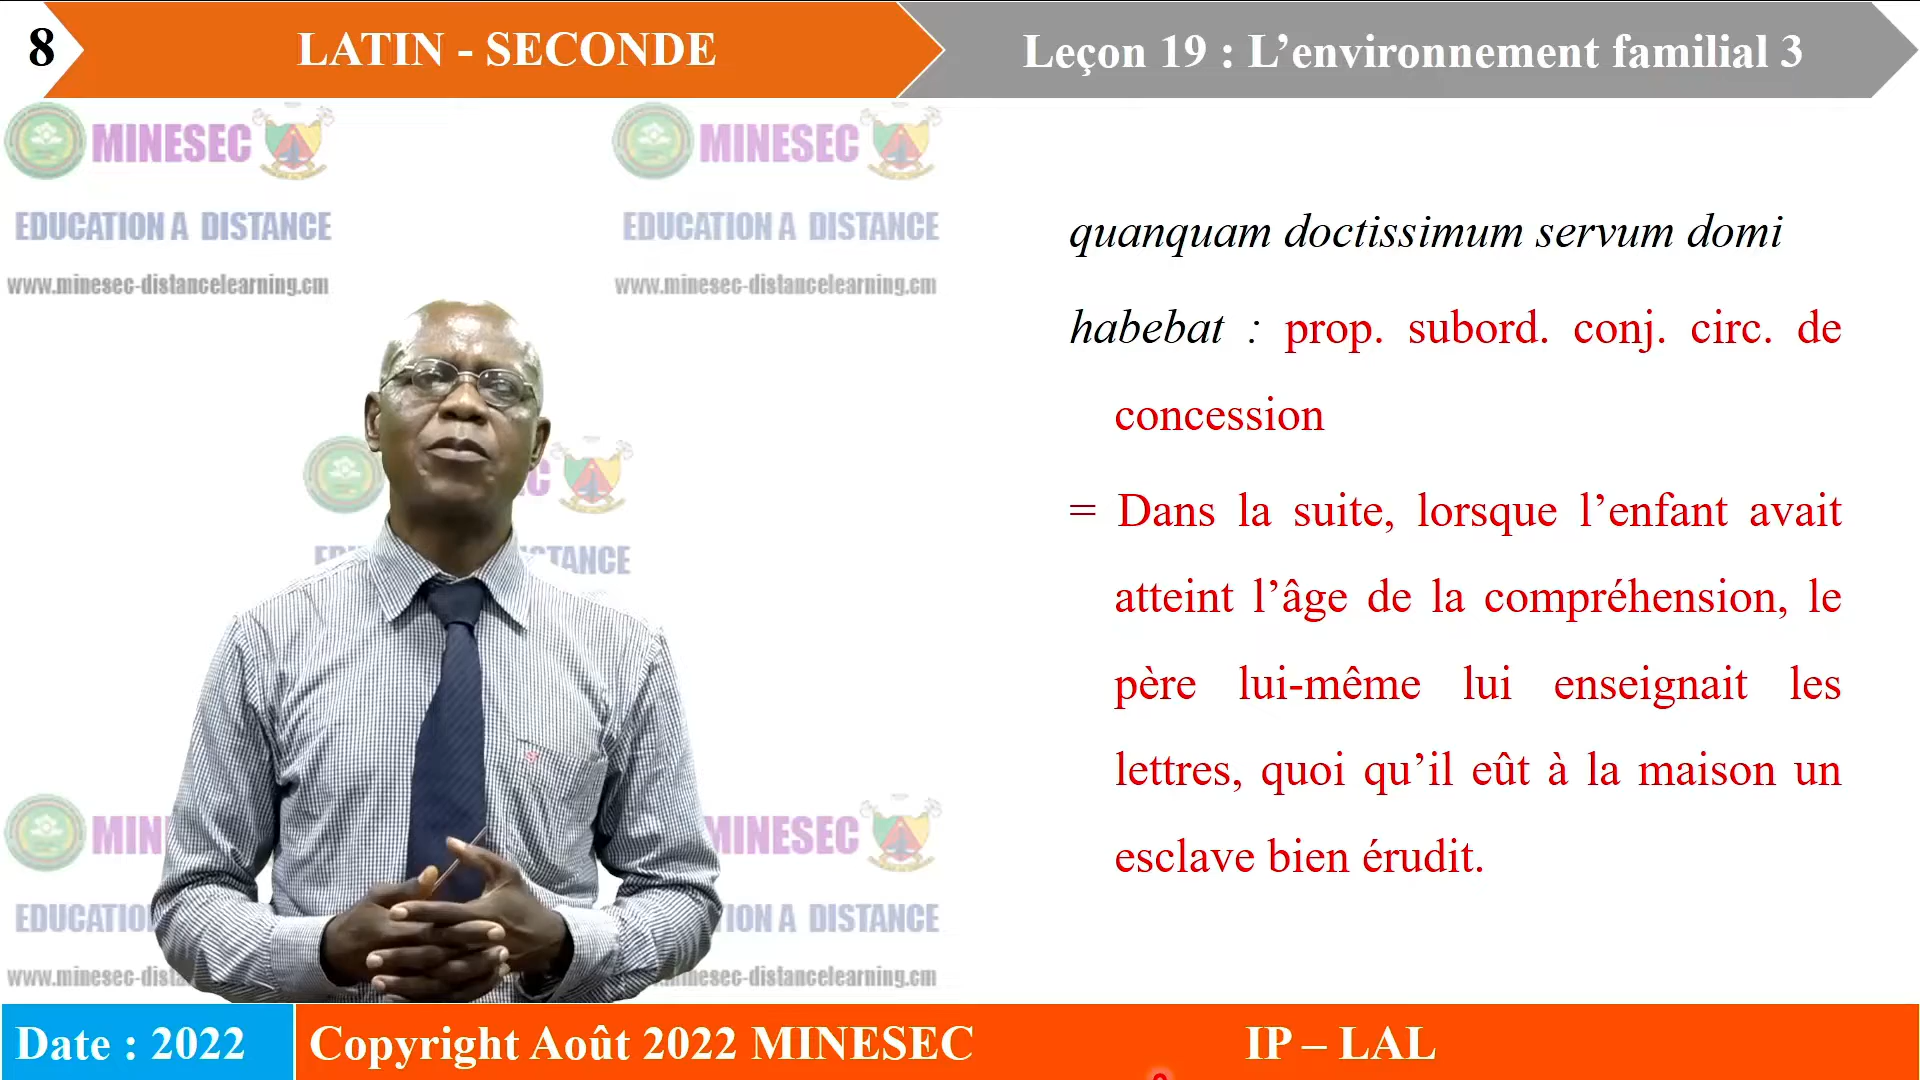 8
LATIN - SECONDE
Leçon 19 : L’environnement familial 3
MINESEC
EDUCATION A DISTANCE
www.minesec-distancelearning.cm
MINESEC
EDUCATION A DISTANCE
www.minesec-distancelearning.cm
quanquam doctissimum servum domi
habebat : prop. subord. conj. circ. de
concession
= Dans la suite, lorsque l’enfant avait
atteint l’âge de la compréhension, le
père lui-même lui enseignait les
lettres, quoi qu’il eût à la maison un
esclave bien érudit.
MINESEC
EDUCATION A DISTANCE
Date : 2022
Copyright Août 2022 MINESEC
IP – LAL